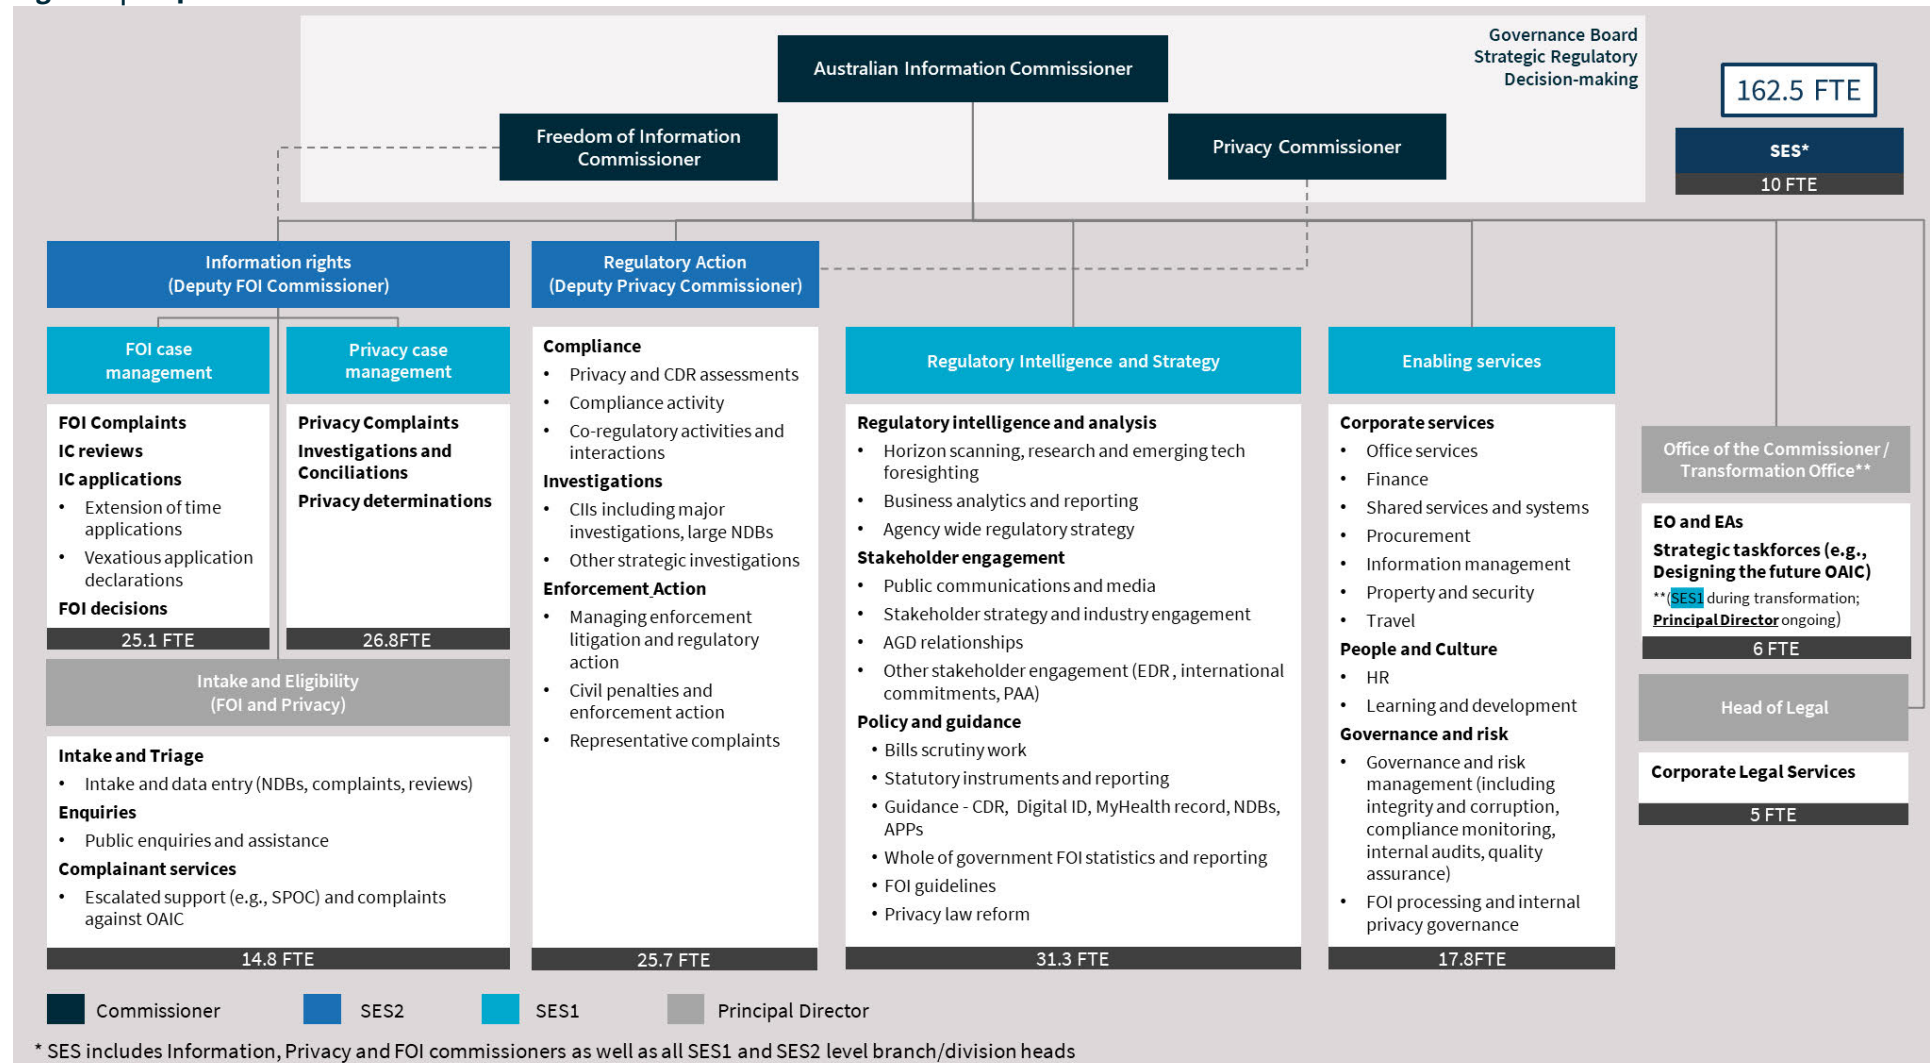 Governance Board
Strategic Regulatory
Decision-making
Australian Information Commissioner
162.5 FTE
Freedom of Information
Commissioner
Privacy Commissioner
SES*
10 FTE
Information rights
(Deputy FOI Commissioner)
Regulatory Action
(Deputy Privacy Commissioner)
FOI case
management
FOI Complaints
IC reviews
IC applications
• Extension of time
applications
• Vexatious application
declarations
FOI decisions
25.1 FTE
Privacy case
management
Privacy Complaints
Investigations and
Conciliations
Privacy determinations
26.8FTE
Intake and Eligibility
(FOI and Privacy)
Intake and Triage
• Intake and data entry (NDBs, complaints, reviews)
Enquiries
• Public enquiries and assistance
Complainant services
• Escalated support (e.g., SPOC) and complaints
against OAIC
14.8 FTE
Compliance
• Privacy and CDR assessments
• Compliance activity
• Co-regulatory activities and
interactions
Investigations
• CIIs including major
investigations, large NDBs
• Other strategic investigations
Enforcement Action
• Managing enforcement
litigation and regulatory
action
• Civil penalties and
enforcement action
• Representative complaints
25.7 FTE
Regulatory Intelligence and Strategy
Regulatory intelligence and analysis
• Horizon scanning, research and emerging tech
foresighting
• Business analytics and reporting
• Agency wide regulatory strategy
Stakeholder engagement
• Public communications and media
• Stakeholder strategy and industry engagement
• AGD relationships
• Other stakeholder engagement (EDR , international
commitments, PAA)
Policy and guidance
• Bills scrutiny work
• Statutory instruments and reporting
• Guidance - CDR, Digital ID, MyHealth record, NDBs,
APPs
• Whole of government FOI statistics and reporting
• FOI guidelines
• Privacy law reform
31.3 FTE
Enabling services
Corporate services
• Office services
• Finance
• Shared services and systems
• Procurement
• Information management
• Property and security
• Travel
People and Culture
• HR
• Learning and development
Governance and risk
• Governance and risk
management (including
integrity and corruption,
compliance monitoring,
internal audits, quality
assurance)
• FOI processing and internal
privacy governance
17.8FTE
Office of the Commissioner /
Transformation Office**
EO and EAs
Strategic taskforces (e.g.,
Designing the future OAIC)
**(SES1 during transformation;
Principal Director ongoing)
6 FTE
Head of Legal
Corporate Legal Services
5 FTE
Commissioner
SES2
SES1
Principal Director
* SES includes Information, Privacy and FOI commissioners as well as all SES1 and SES2 level branch/division heads